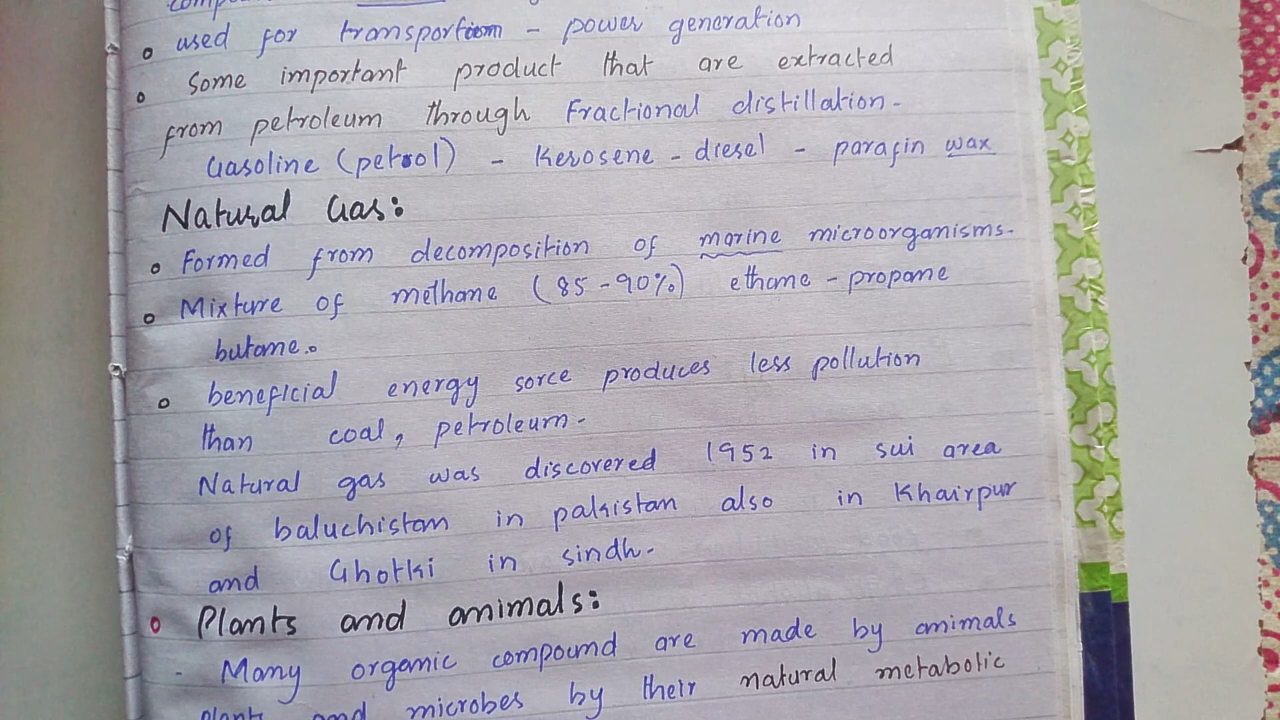 used for transportion - power generation
Some important product that are extracted
from petroleum through Fractional distillation -
Gasoline (petrol) - Kerosene - diesel - parafin wax
Natural Gas:
Formed from decomposition of marine microorganisms -
Mixture of methane (85 - 90%) ethane - propane
butane.
beneficial energy sorce produces less pollution
than coal, petroleum -
Natural gas was discovered 1952 in sui area
of baluchistan in pakistan also in Khairpur
and Ghotki in sindh -
Plants and animals:
- Many organic compound are made by animals
plants and microbes by their natural metabolic